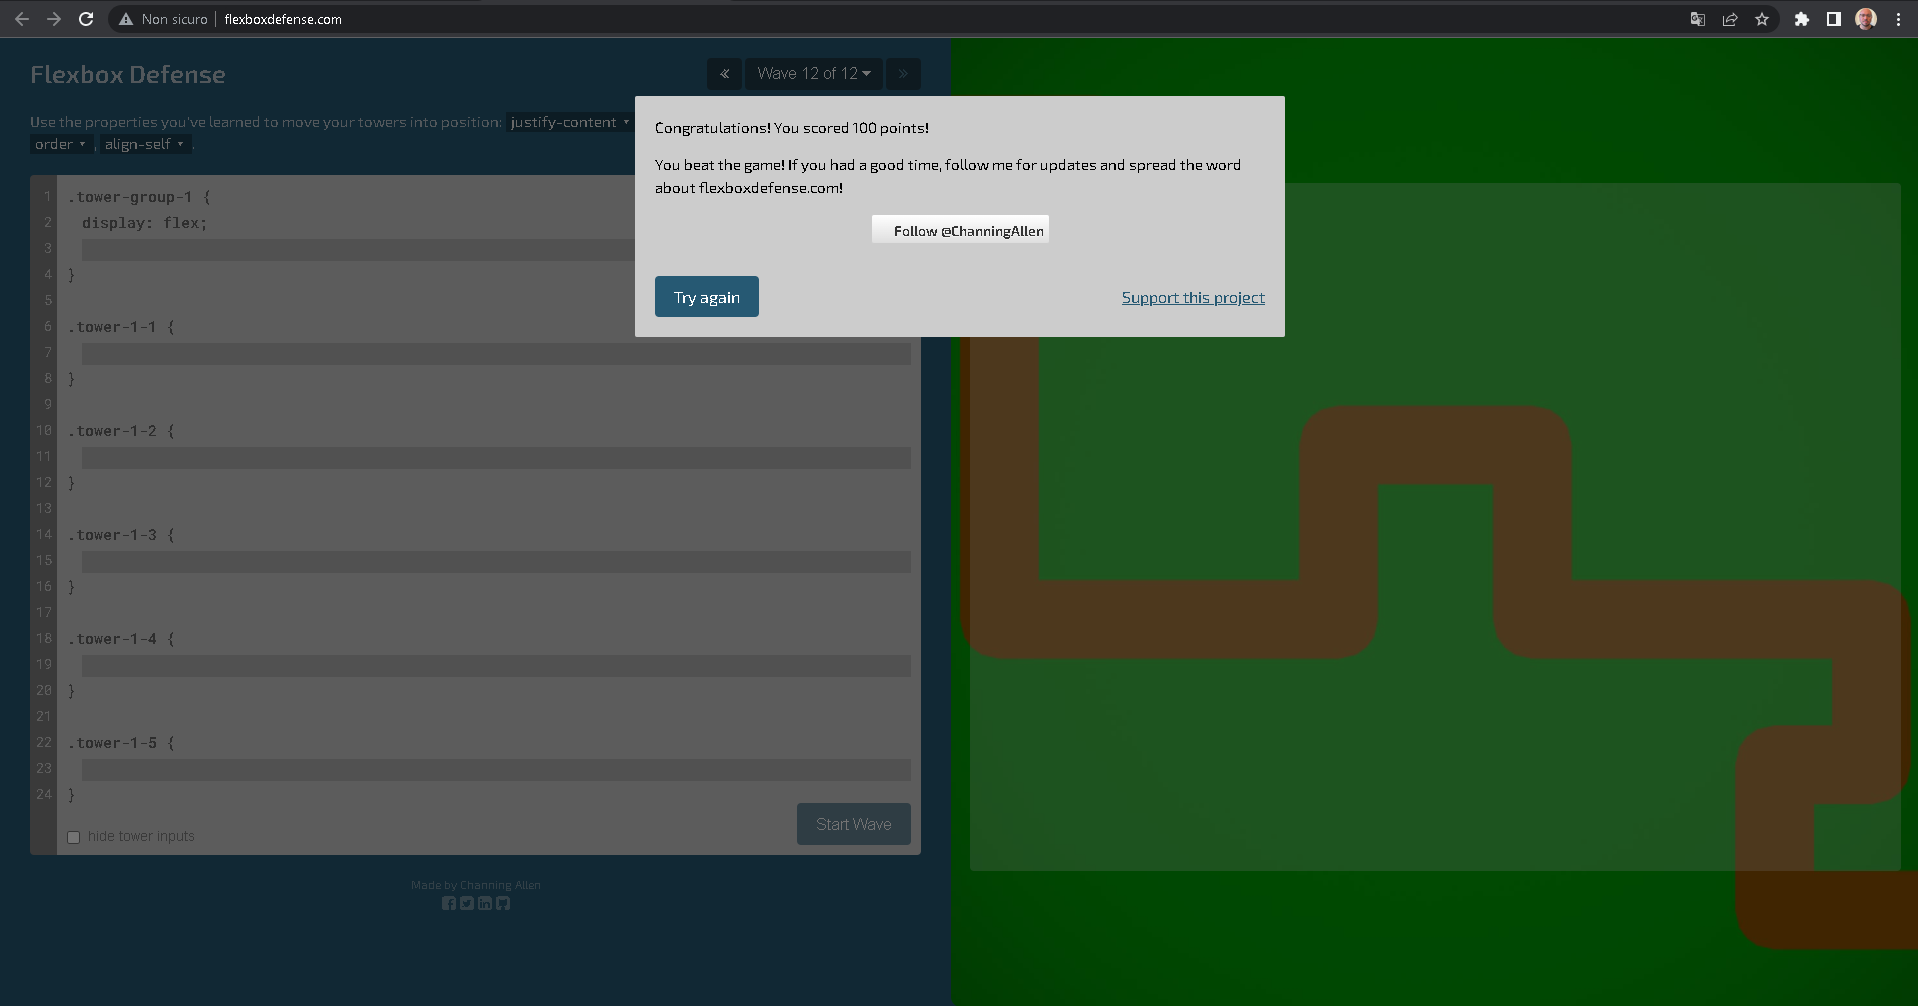 Non sicuro | flexboxdefense.com
Flexbox Defense
« Wave 12 of 12 »
Use the properties you've learned to move your towers into position: justify-content
order , align-self .
Congratulations! You scored 100 points!
You beat the game! If you had a good time, follow me for updates and spread the word
about flexboxdefense.com!
Follow @ChanningAllen
Try again
Support this project
1 .tower-group-1 {
2 display: flex;
3
4 }
5
6 .tower-1-1 {
7
8 }
9
10 .tower-1-2 {
11
12 }
13
14 .tower-1-3 {
15
16 }
17
18 .tower-1-4 {
19
20 }
21
22 .tower-1-5 {
23
24 }
hide tower inputs
Start Wave
Made by Channing Allen